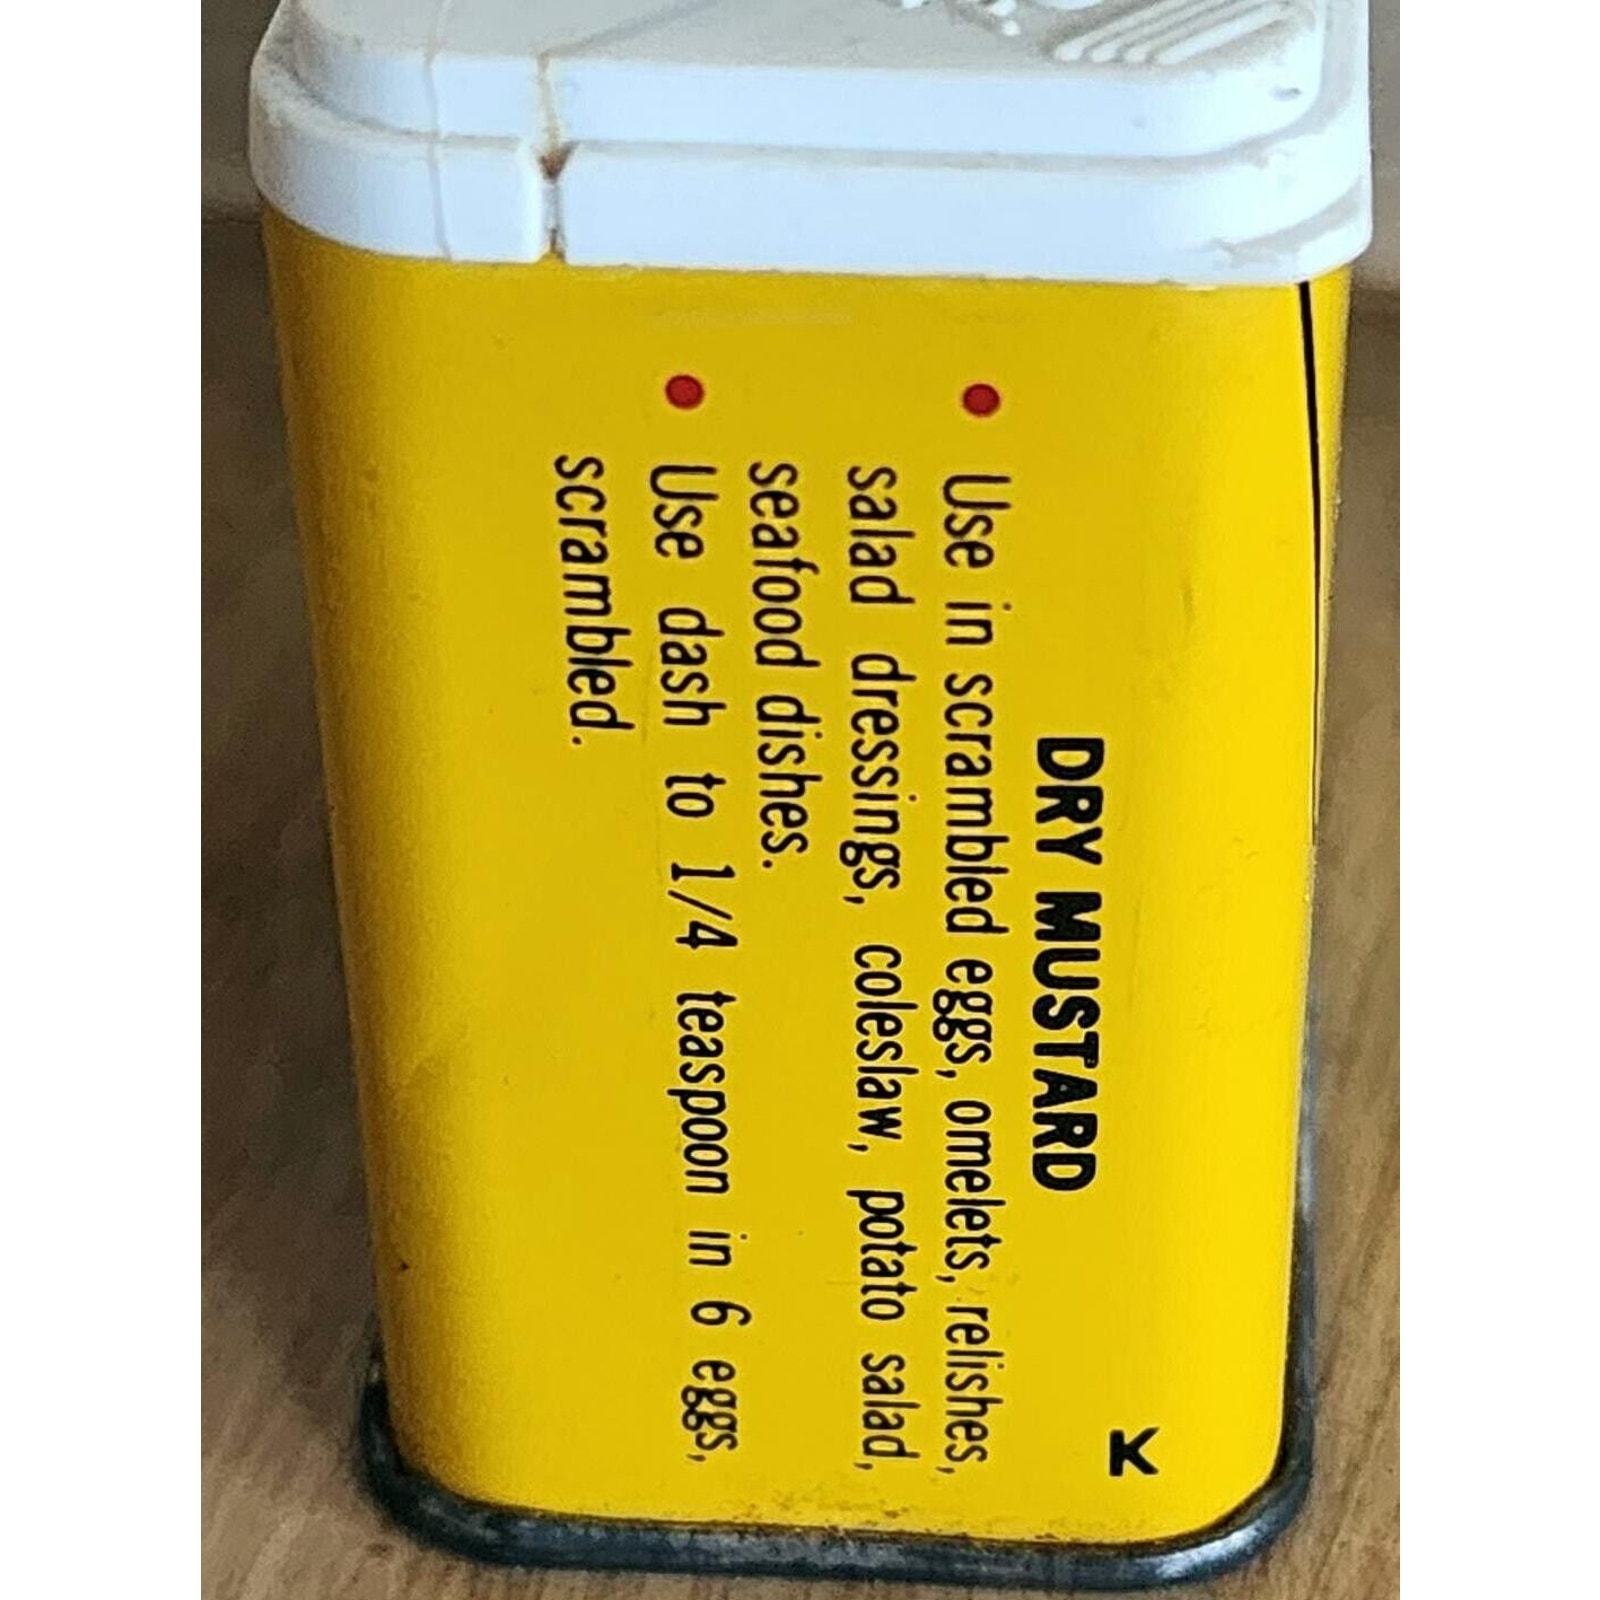 K
DRY MUSTARD
• Use in scrambled eggs, omelets, relishes,
salad dressings, coleslaw, potato salad,
seafood dishes.
• Use dash to 1/4 teaspoon in 6 eggs,
scrambled.